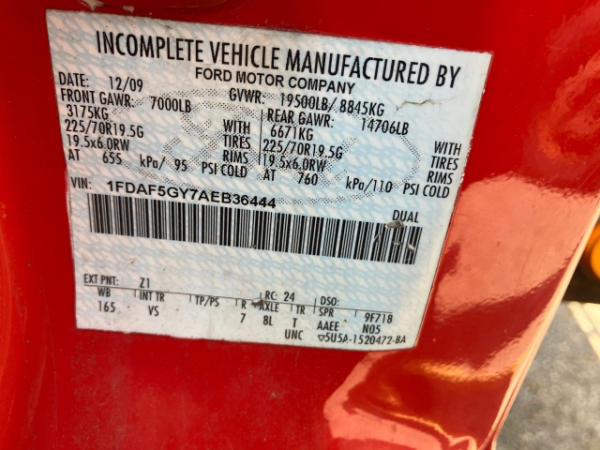 INCOMPLETE VEHICLE MANUFACTURED BY
FORD MOTOR COMPANY
DATE: 12/09 GVWR: 19500LB/ 8845KG
FRONT GAWR: 7000LB REAR GAWR: 14706LB
3175KG WITH 6671KG WITH
225/70R19.5G TIRES 225/70R19.5G TIRES
19.5x6.0RW RIMS 19.5x6.0RW RIMS
AT 655 kPa/ 95 PSI COLD AT 760 kPa/110 PSI COLD
VIN: 1FDAF5GY7AEB36444
DUAL
EXT PNT: Z1 RC: 24 DSO:
WB INT TR TP/PS R AXLE TR SPR 9F718
165 VS 7 8L T AAEE N05
UNC ▽5U5A-1520472-BA